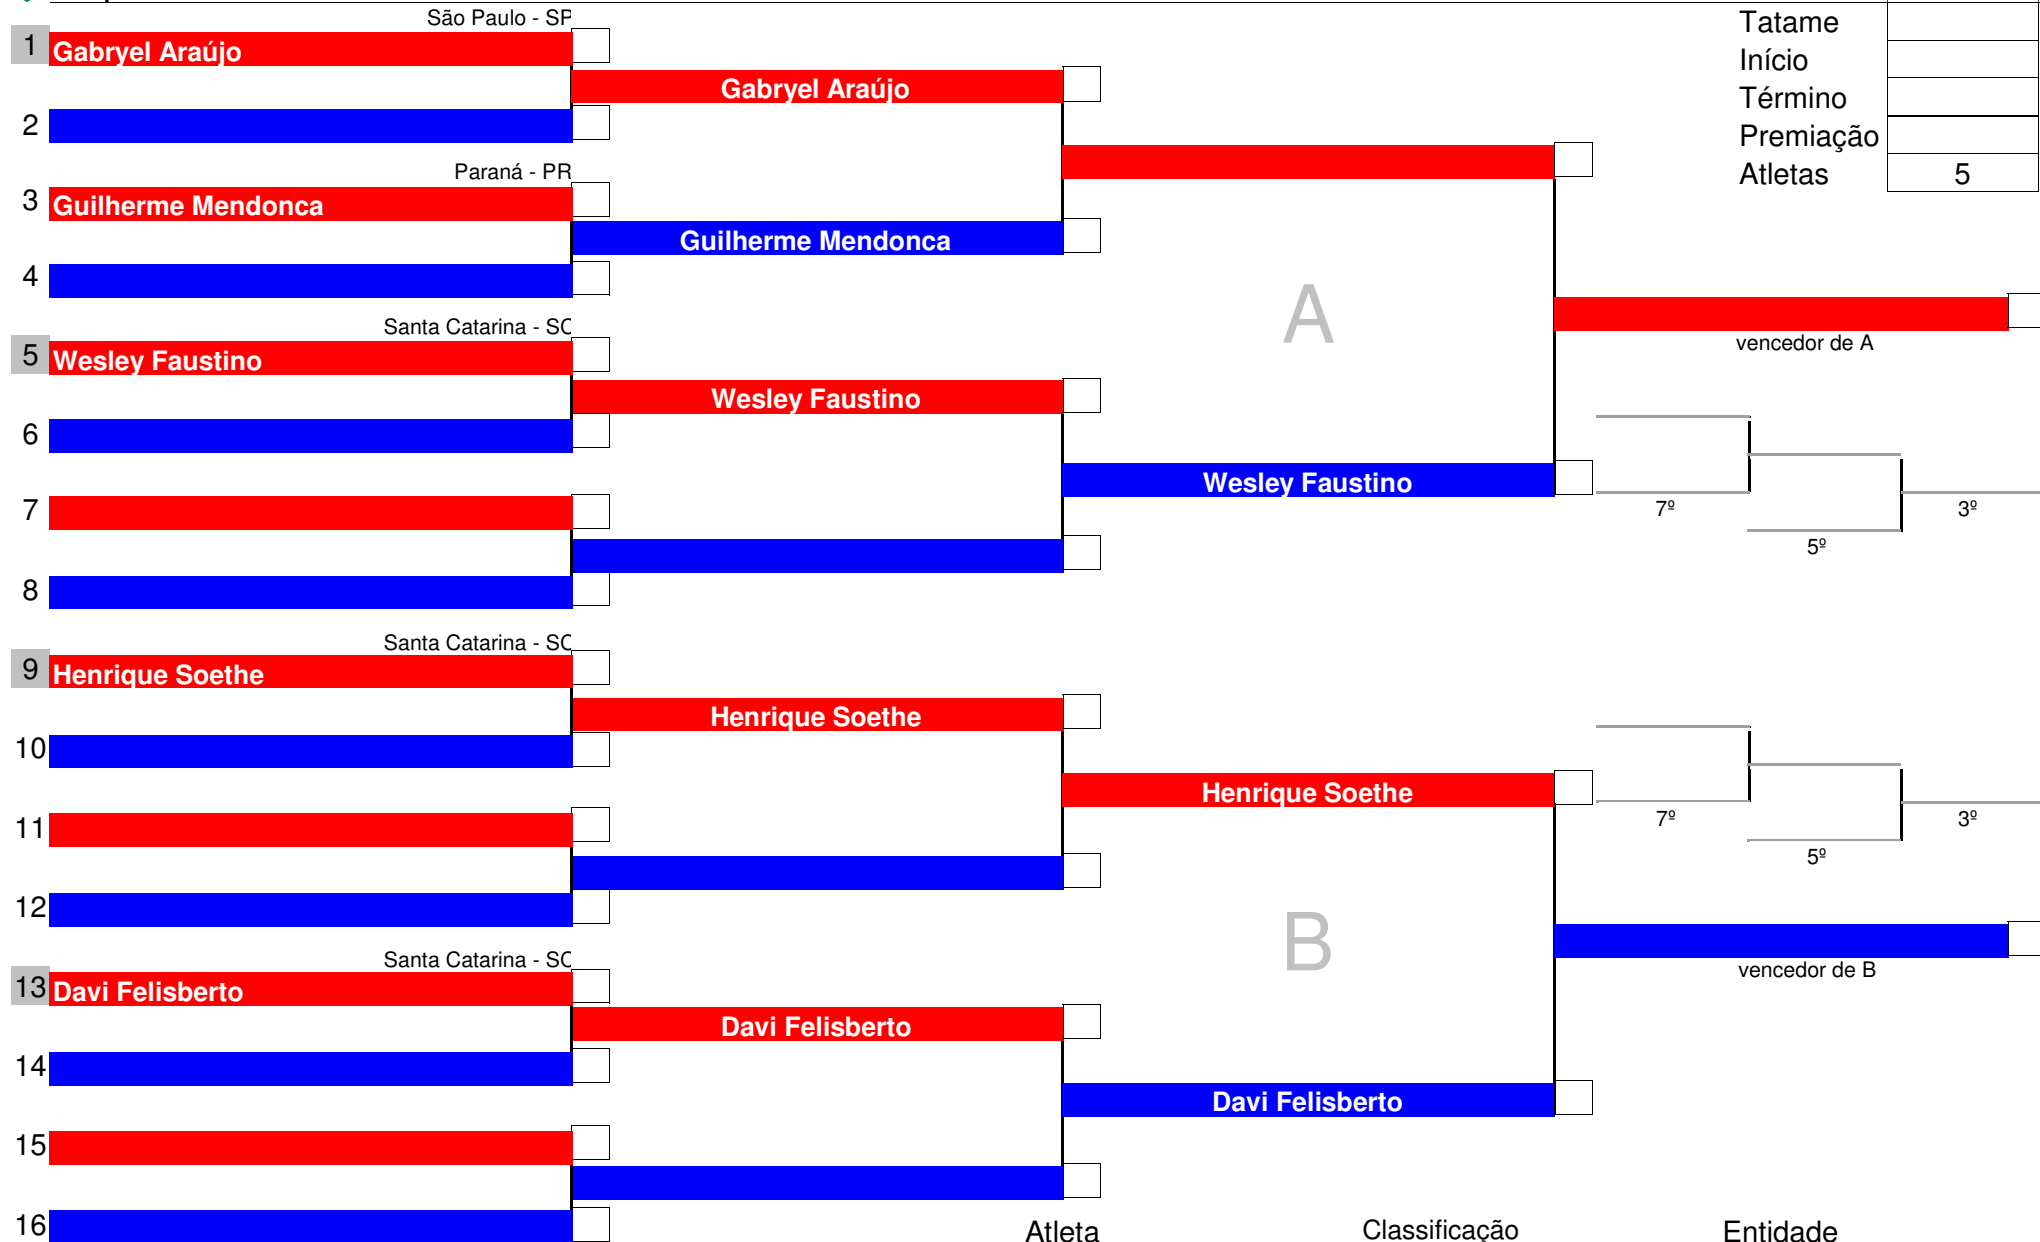 São Paulo - SP
Tatame
1 Gabryel Araújo
Início
Gabryel Araújo
Término
2
Premiação
Paraná - PR
Atletas 5
3 Guilherme Mendonca
Guilherme Mendonca
4
A
Santa Catarina - SC
vencedor de A
5 Wesley Faustino
Wesley Faustino
6
Wesley Faustino
7
7º 3º
5º
8
Santa Catarina - SC
9 Henrique Soethe
Henrique Soethe
10
Henrique Soethe
11
7º 3º
5º
12
B
Santa Catarina - SC
vencedor de B
13 Davi Felisberto
Davi Felisberto
14
Davi Felisberto
15
16
Atleta Classificação Entidade